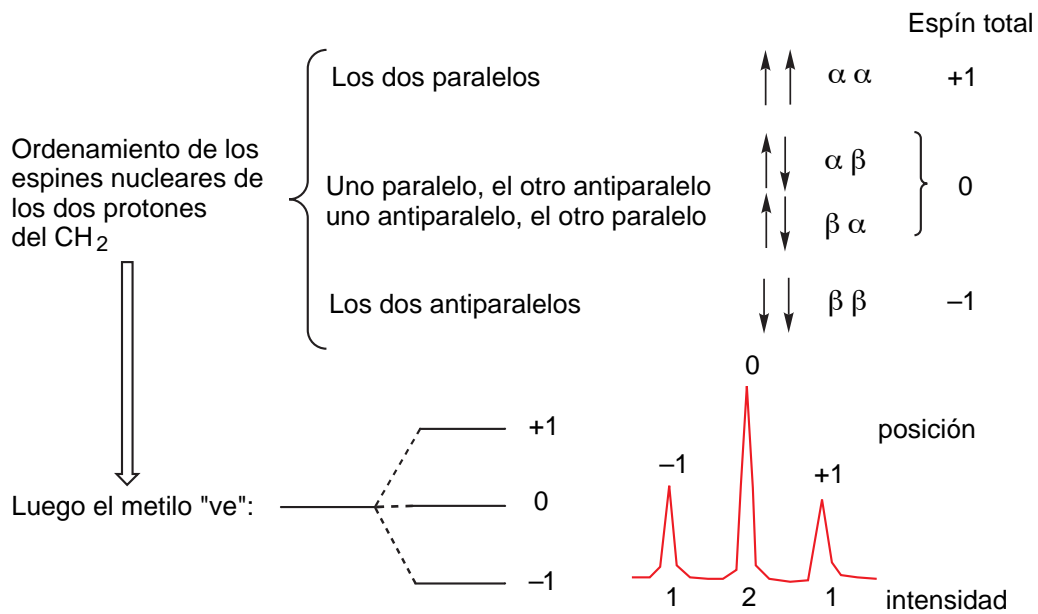 Espín total
Los dos paralelos α α +1
Ordenamiento de los
espines nucleares de
los dos protones
del CH2
α β
Uno paralelo, el otro antiparalelo 0
uno antiparalelo, el otro paralelo
β α
Los dos antiparalelos β β –1
0
+1
posición
–1 +1
Luego el metilo "ve": 0
–1
1 2 1 intensidad